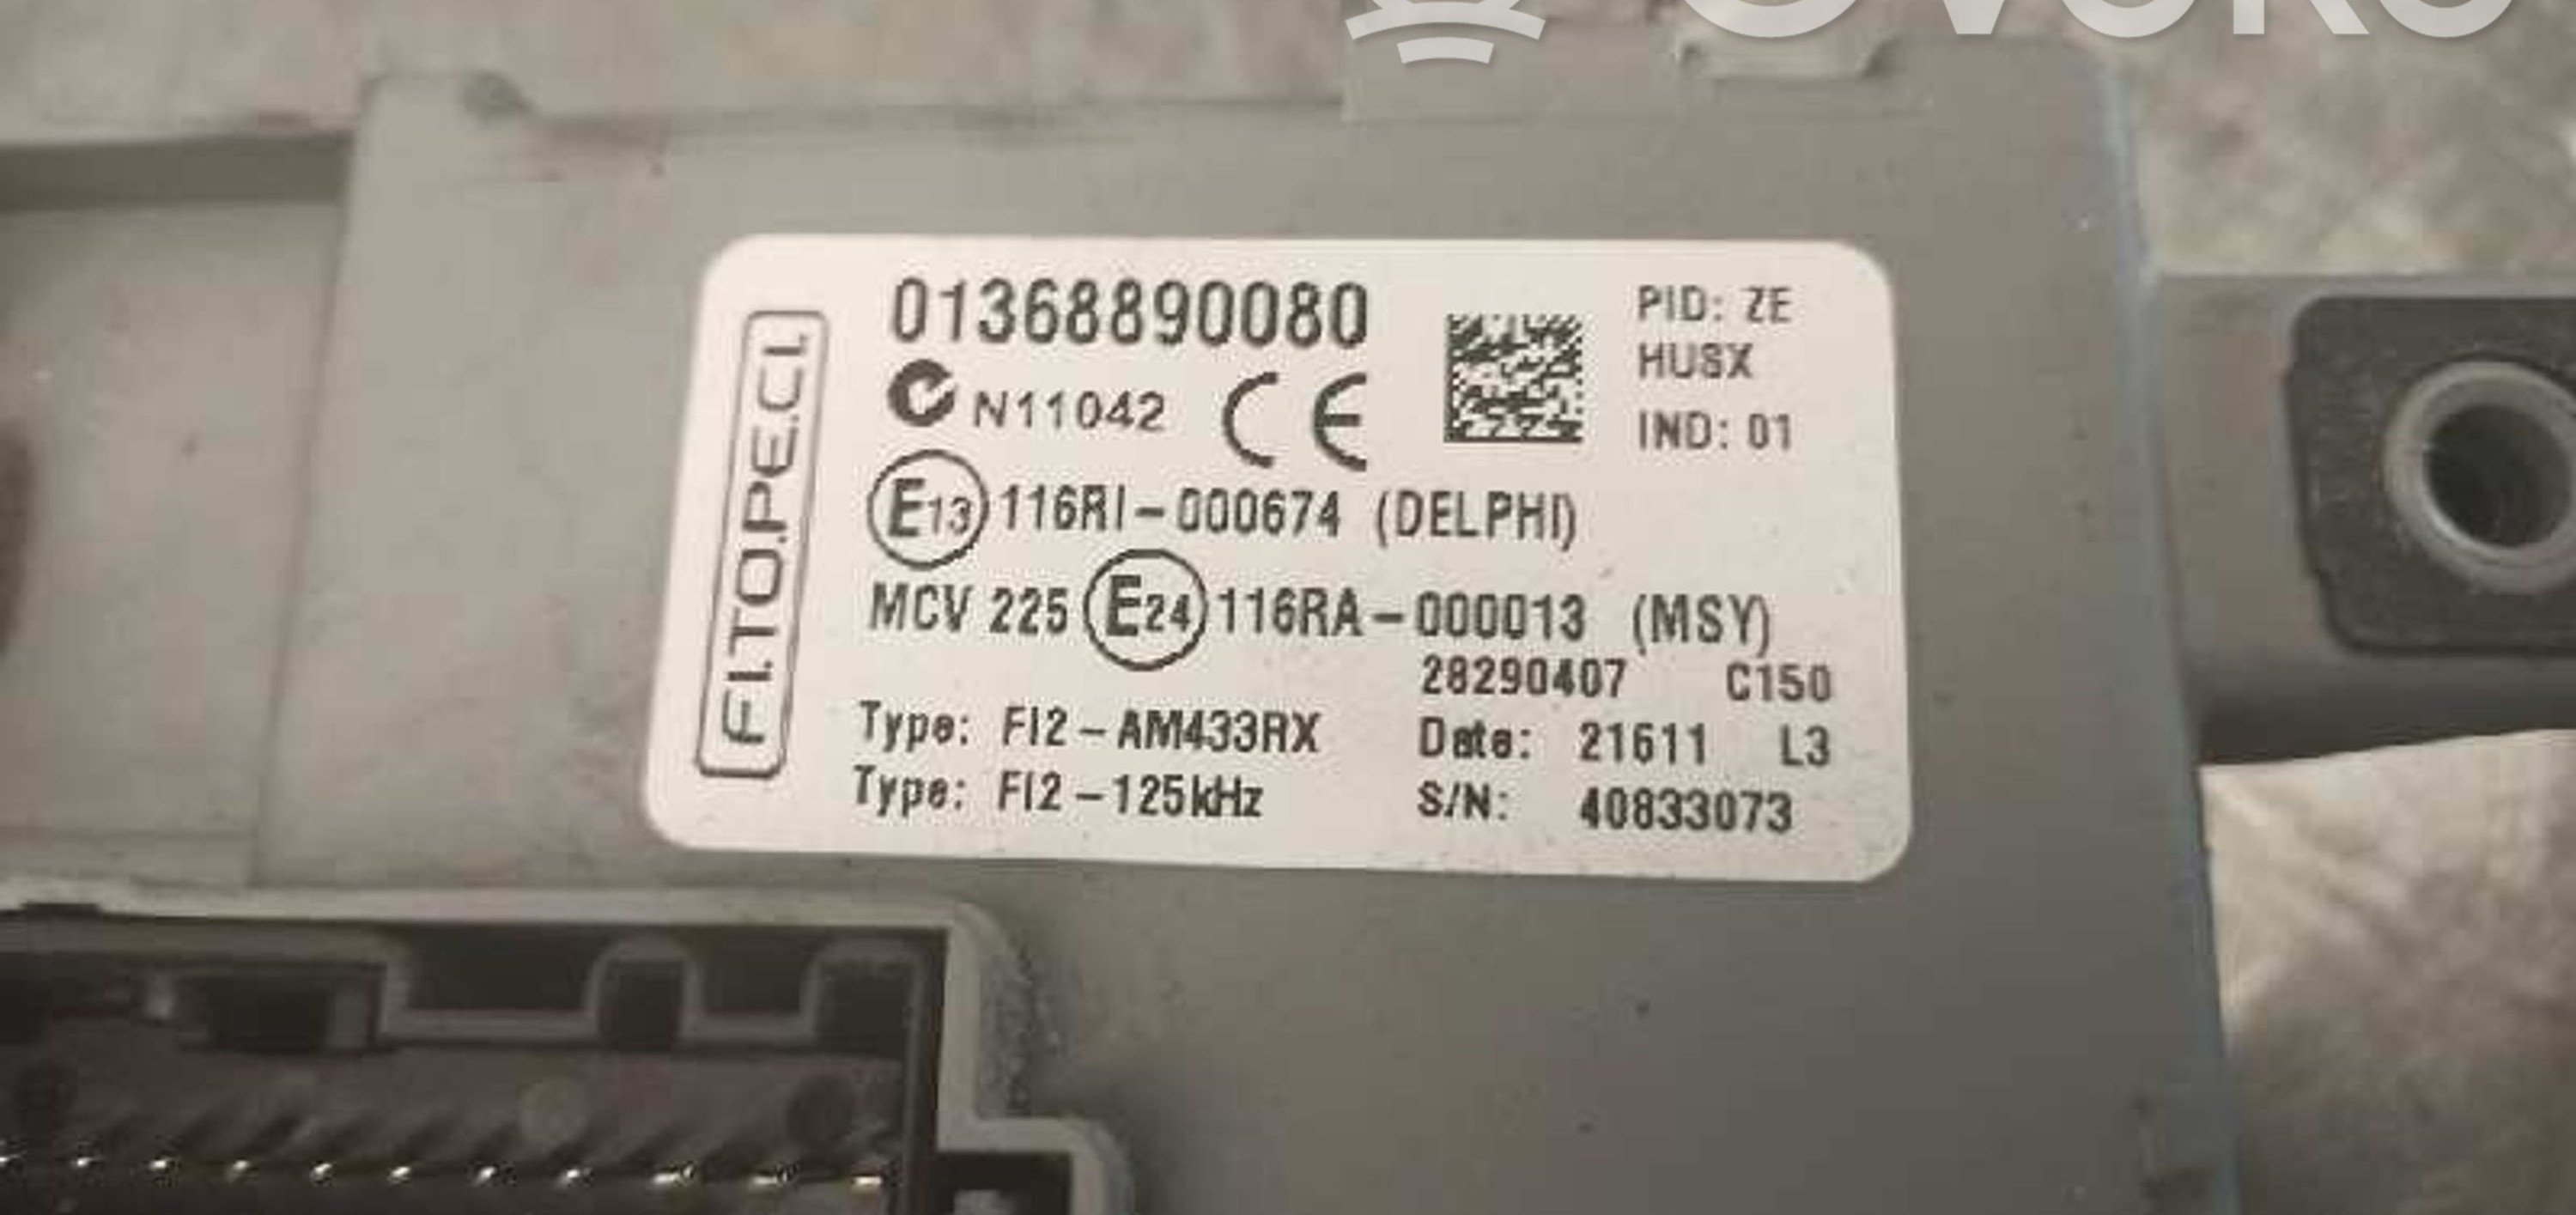 FI.TO.PE.CL
01368890080
N11042 CE
PID: ZE
HUSX
IND: 01
E13 116RI-000674 (DELPHI)
MCV 225 E24 116RA-000013 (MSY)
28290407 C150
Type: FI2-AM433RX
Date: 21611 L3
Type: FI2-125kHz
S/N: 40833073